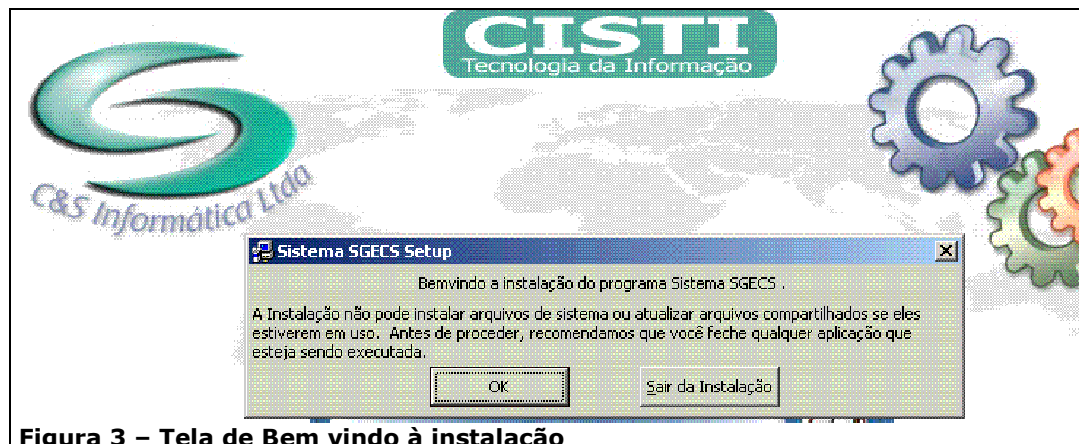 CISTI
Tecnologia da Informação
C&S Informática Ltda
Sistema SGECS Setup
Bemvindo a instalação do programa Sistema SGECS .
A Instalação não pode instalar arquivos de sistema ou atualizar arquivos compartilhados se eles
estiverem em uso. Antes de proceder, recomendamos que você feche qualquer aplicação que
esteja sendo executada.
OK
Sair da Instalação
Figura 3 – Tela de Bem vindo à instalação